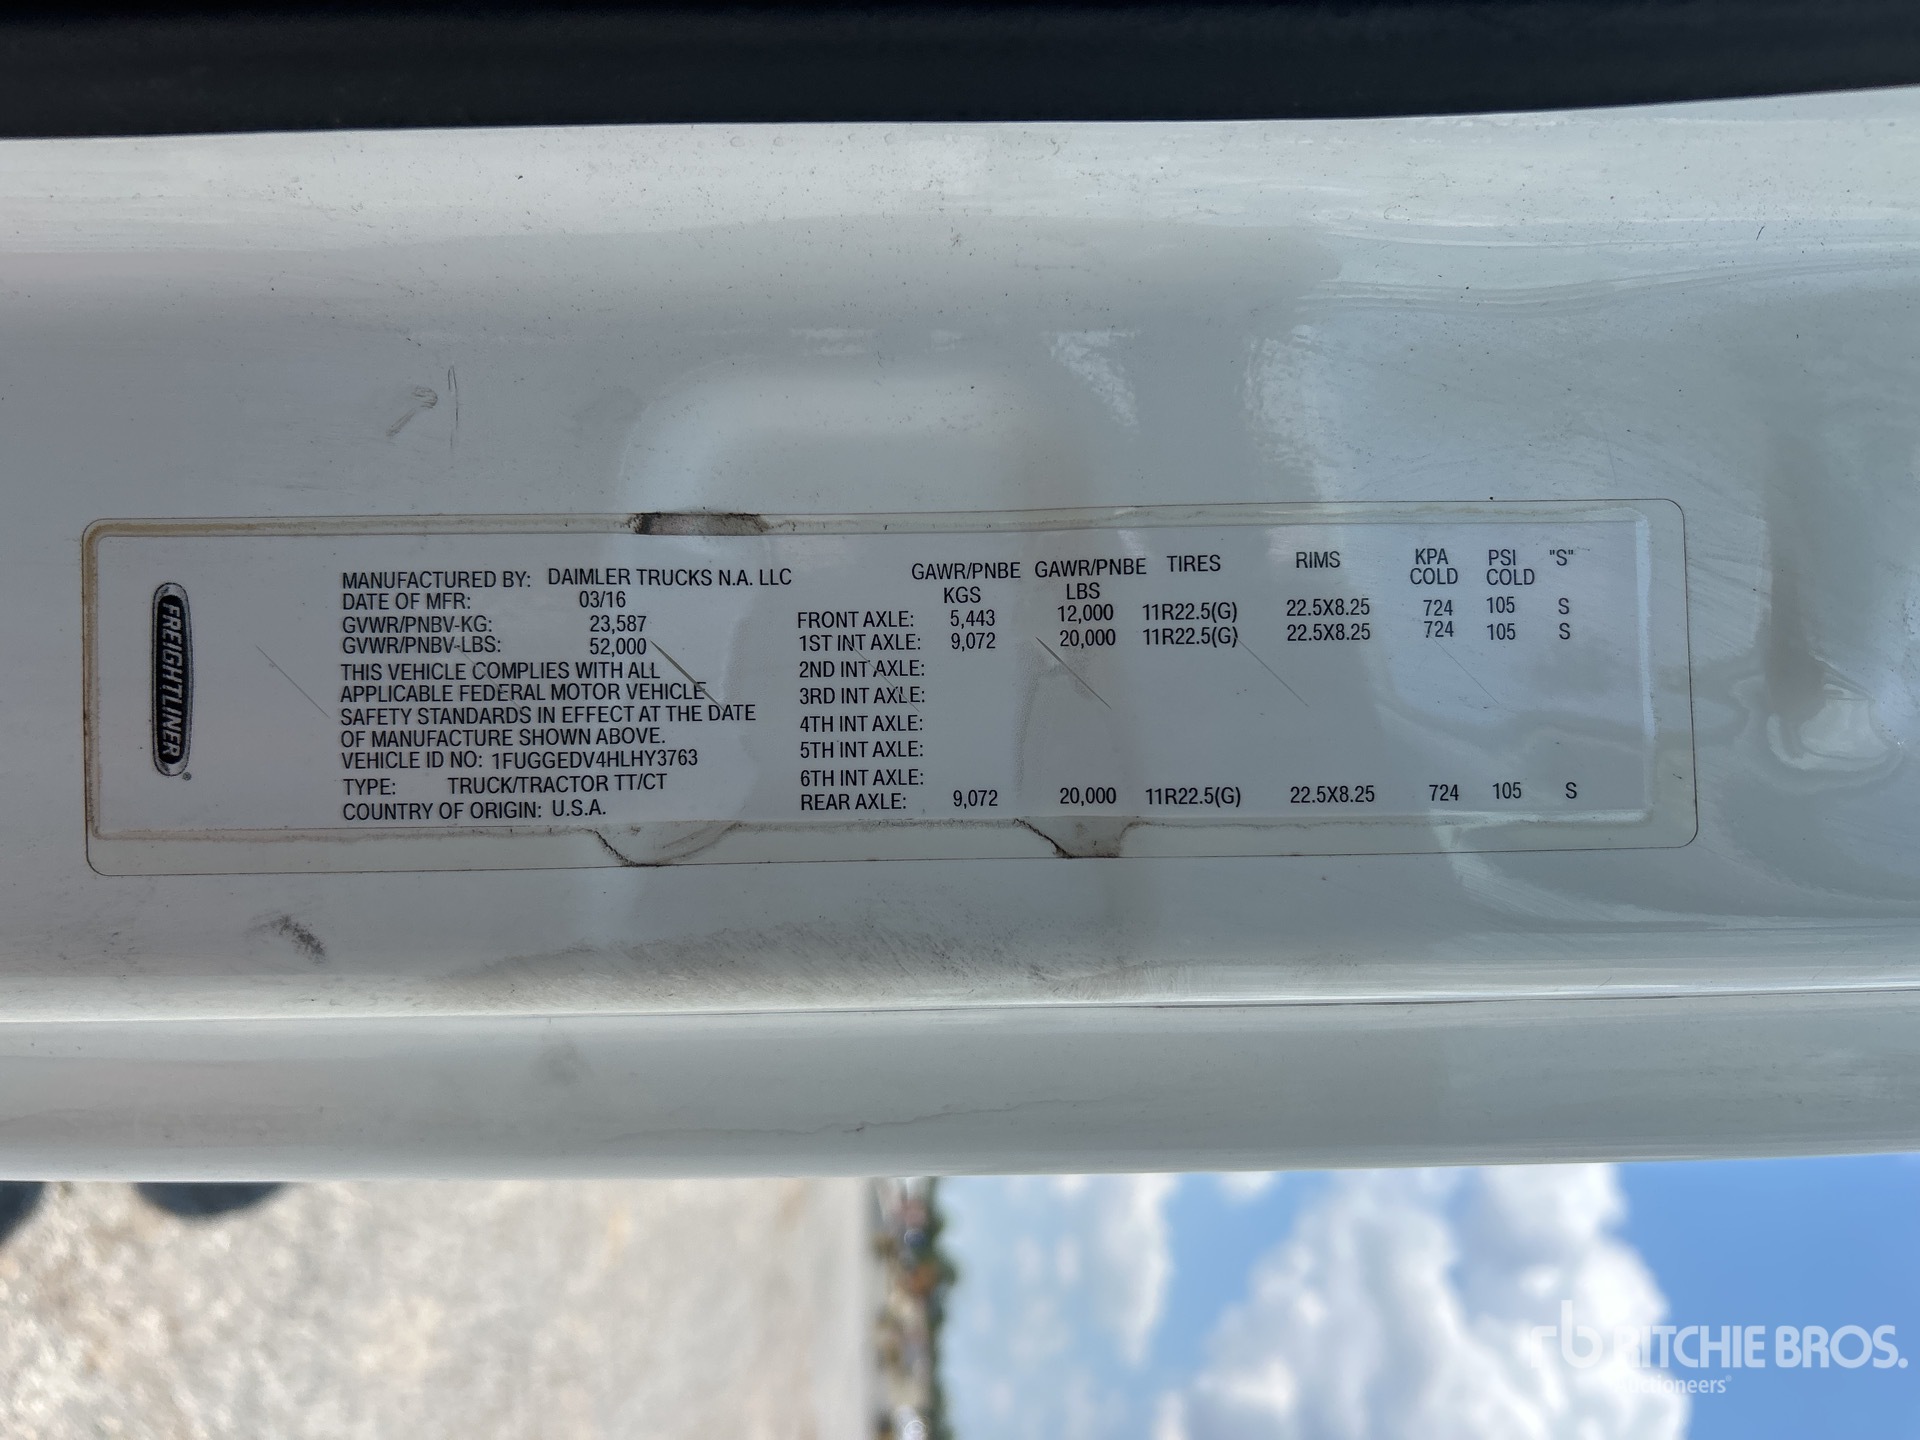 FREIGHTLINER®
MANUFACTURED BY: DAIMLER TRUCKS N.A. LLC
DATE OF MFR: 03/16
GVWR/PNBV-KG: 23,587
GVWR/PNBV-LBS: 52,000
THIS VEHICLE COMPLIES WITH ALL
APPLICABLE FEDERAL MOTOR VEHICLE
SAFETY STANDARDS IN EFFECT AT THE DATE
OF MANUFACTURE SHOWN ABOVE.
VEHICLE ID NO: 1FUGGEDV4HLHY3763
TYPE: TRUCK/TRACTOR TT/CT
COUNTRY OF ORIGIN: U.S.A.
GAWR/PNBE GAWR/PNBE TIRES RIMS KPA PSI "S"
KGS LBS COLD COLD
FRONT AXLE: 5,443 12,000 11R22.5(G) 22.5X8.25 724 105 S
1ST INT AXLE: 9,072 20,000 11R22.5(G) 22.5X8.25 724 105 S
2ND INT AXLE:
3RD INT AXLE:
4TH INT AXLE:
5TH INT AXLE:
6TH INT AXLE:
REAR AXLE: 9,072 20,000 11R22.5(G) 22.5X8.25 724 105 S
rb RITCHIE BROS.
Auctioneers®